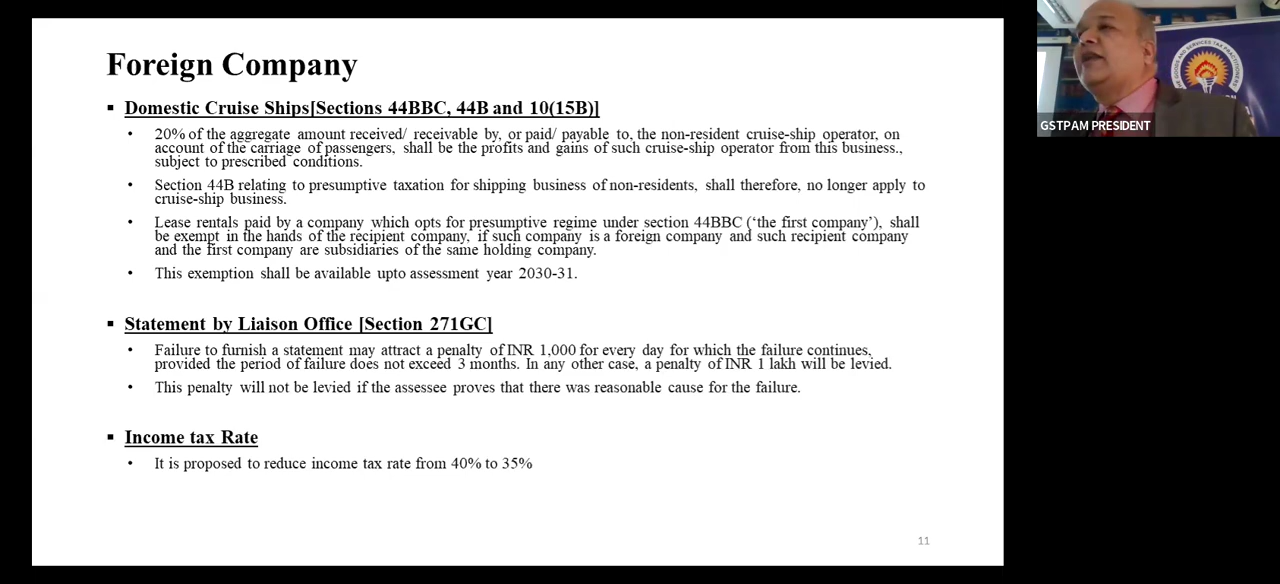 Foreign Company
▪ Domestic Cruise Ships[Sections 44BBC, 44B and 10(15B)]
• 20% of the aggregate amount received/ receivable by, or paid/ payable to, the non-resident cruise-ship operator, on
account of the carriage of passengers, shall be the profits and gains of such cruise-ship operator from this business.,
subject to prescribed conditions.
• Section 44B relating to presumptive taxation for shipping business of non-residents, shall therefore, no longer apply to
cruise-ship business.
• Lease rentals paid by a company which opts for presumptive regime under section 44BBC ('the first company'), shall
be exempt in the hands of the recipient company, if such company is a foreign company and such recipient company
and the first company are subsidiaries of the same holding company.
• This exemption shall be available upto assessment year 2030-31.
▪ Statement by Liaison Office [Section 271GC]
• Failure to furnish a statement may attract a penalty of INR 1,000 for every day for which the failure continues,
provided the period of failure does not exceed 3 months. In any other case, a penalty of INR 1 lakh will be levied.
• This penalty will not be levied if the assessee proves that there was reasonable cause for the failure.
▪ Income tax Rate
• It is proposed to reduce income tax rate from 40% to 35%
11
GSTPAM PRESIDENT
GOODS AND SERVICES TAX PRACTITIONERS'